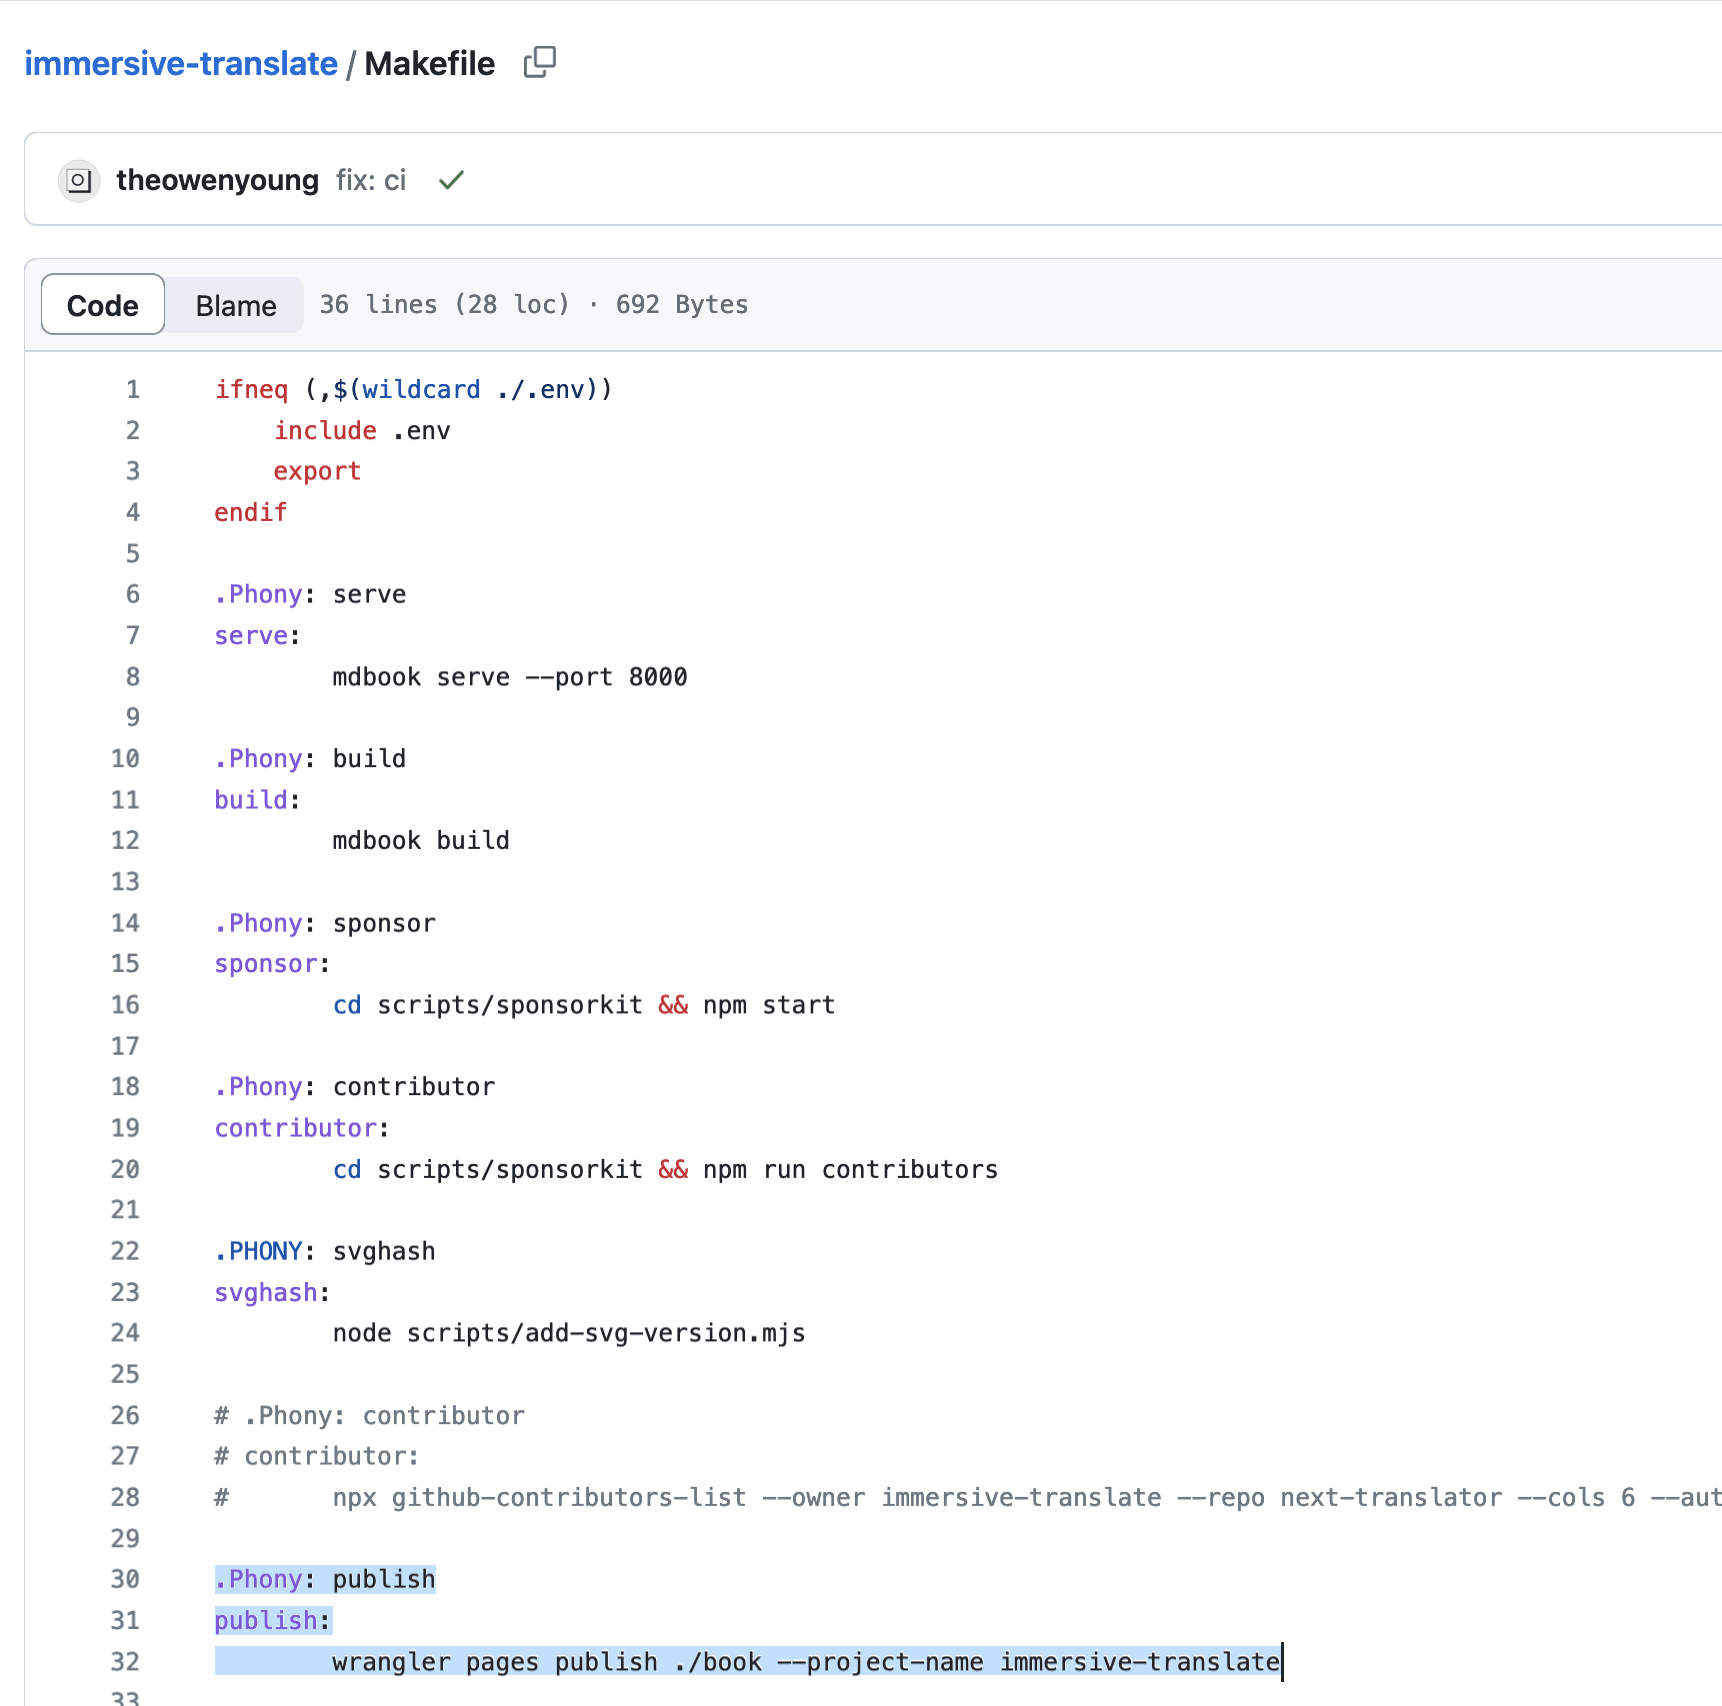 immersive-translate / Makefile
theowenyoung fix: ci
Code Blame 36 lines (28 loc) · 692 Bytes
1 ifneq (,$(wildcard ./.env))
2     include .env
3     export
4 endif
5
6 .Phony: serve
7 serve:
8         mdbook serve --port 8000
9
10 .Phony: build
11 build:
12         mdbook build
13
14 .Phony: sponsor
15 sponsor:
16         cd scripts/sponsorkit && npm start
17
18 .Phony: contributor
19 contributor:
20         cd scripts/sponsorkit && npm run contributors
21
22 .PHONY: svghash
23 svghash:
24         node scripts/add-svg-version.mjs
25
26 # .Phony: contributor
27 # contributor:
28 #       npx github-contributors-list --owner immersive-translate --repo next-translator --cols 6 --aut
29
30 .Phony: publish
31 publish:
32         wrangler pages publish ./book --project-name immersive-translate
33